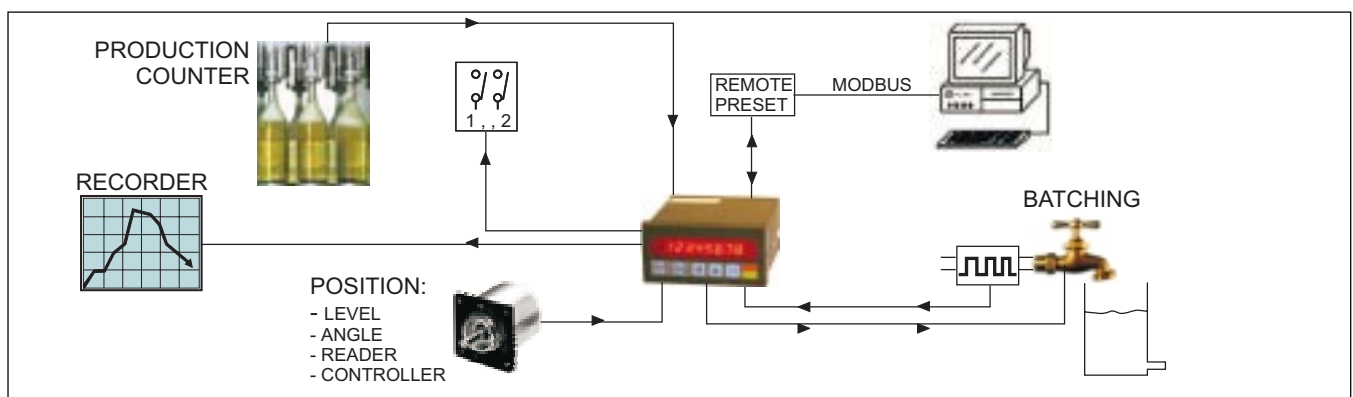 PRODUCTION
COUNTER
1 , , 2
REMOTE
PRESET
MODBUS
RECORDER
BATCHING
POSITION:
- LEVEL
- ANGLE
- READER
- CONTROLLER